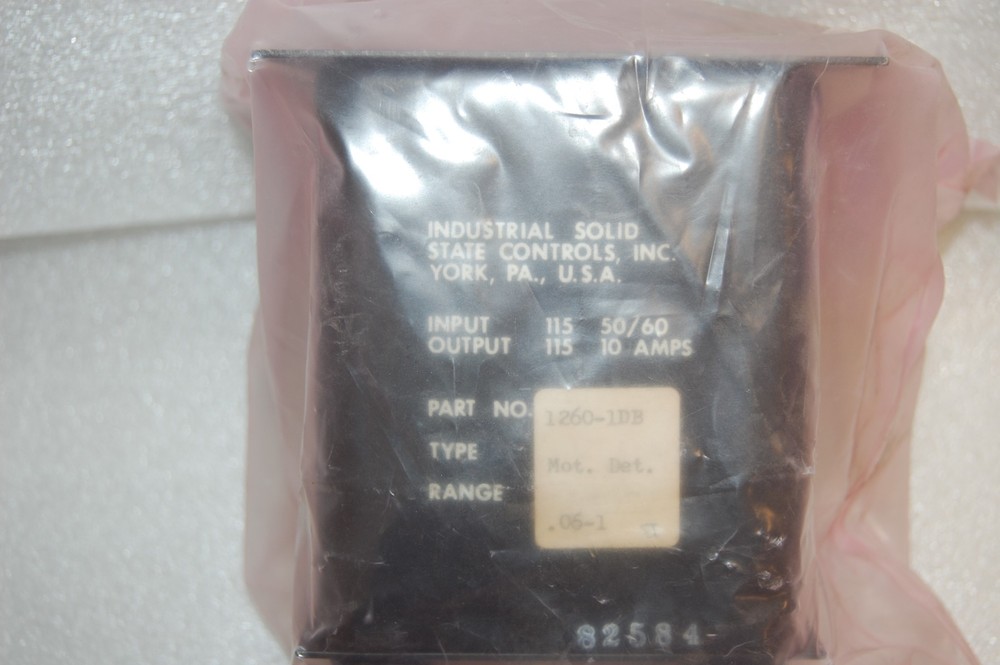 INDUSTRIAL SOLID
STATE CONTROLS, INC.
YORK, PA., U.S.A.
INPUT 115 50/60
OUTPUT 115 10 AMPS
PART NO. 1260-1DB
TYPE Mot. Det.
RANGE .06-1
82584